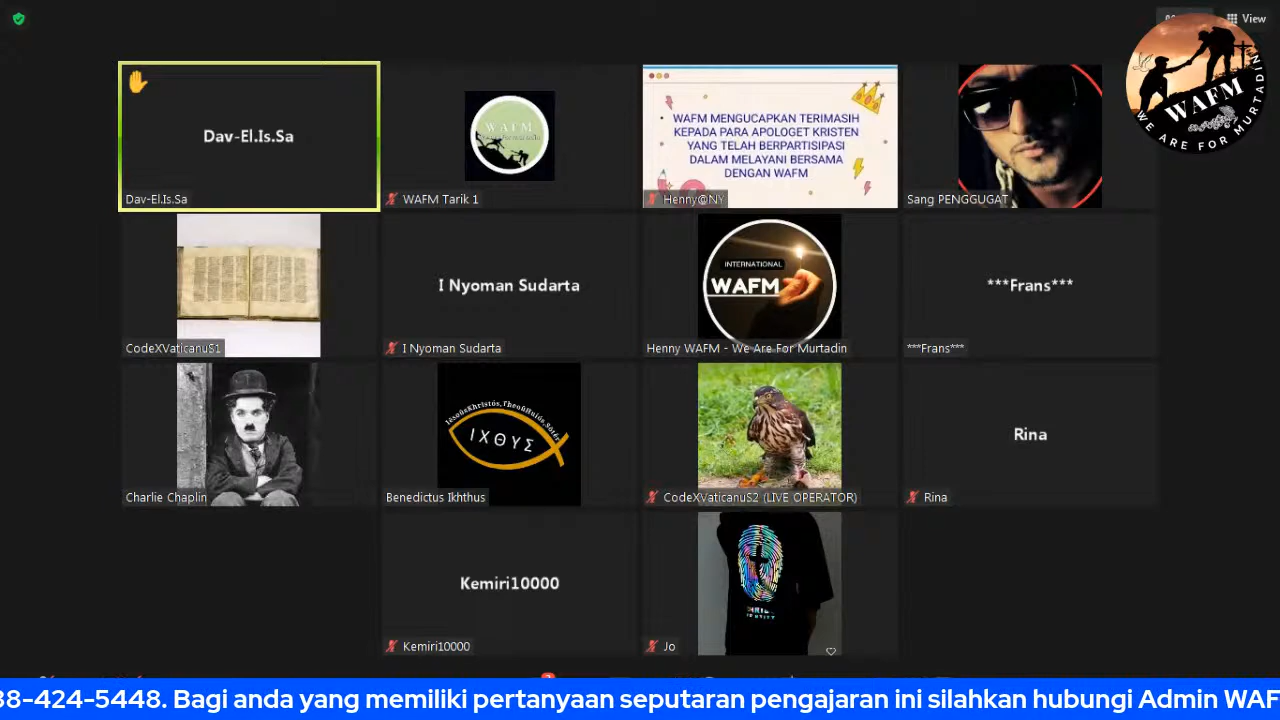 View
Dav-El.Is.Sa
Dav-El.Is.Sa
WAFM
WAFM Tarik 1
WAFM MENGUCAPKAN TERIMASIH
KEPADA PARA APOLOGET KRISTEN
YANG TELAH BERPARTISIPASI
DALAM MELAYANI BERSAMA
DENGAN WAFM
Henny@NY
Sang PENGGUGAT
WAFM
WE ARE FOR MURTADIN
CodeXVaticanuS1
I Nyoman Sudarta
I Nyoman Sudarta
INTERNATIONAL
WAFM
Henny WAFM - We Are For Murtadin
***Frans***
***Frans***
Charlie Chaplin
IésoûsKhristós,TheoûHuiós,Sōtér
ΙΧΘΥΣ
Benedictus Ikhthus
CodeXVaticanuS2 (LIVE OPERATOR)
Rina
Rina
Kemiri10000
Kemiri10000
Jo
38-424-5448. Bagi anda yang memiliki pertanyaan seputaran pengajaran ini silahkan hubungi Admin WAF